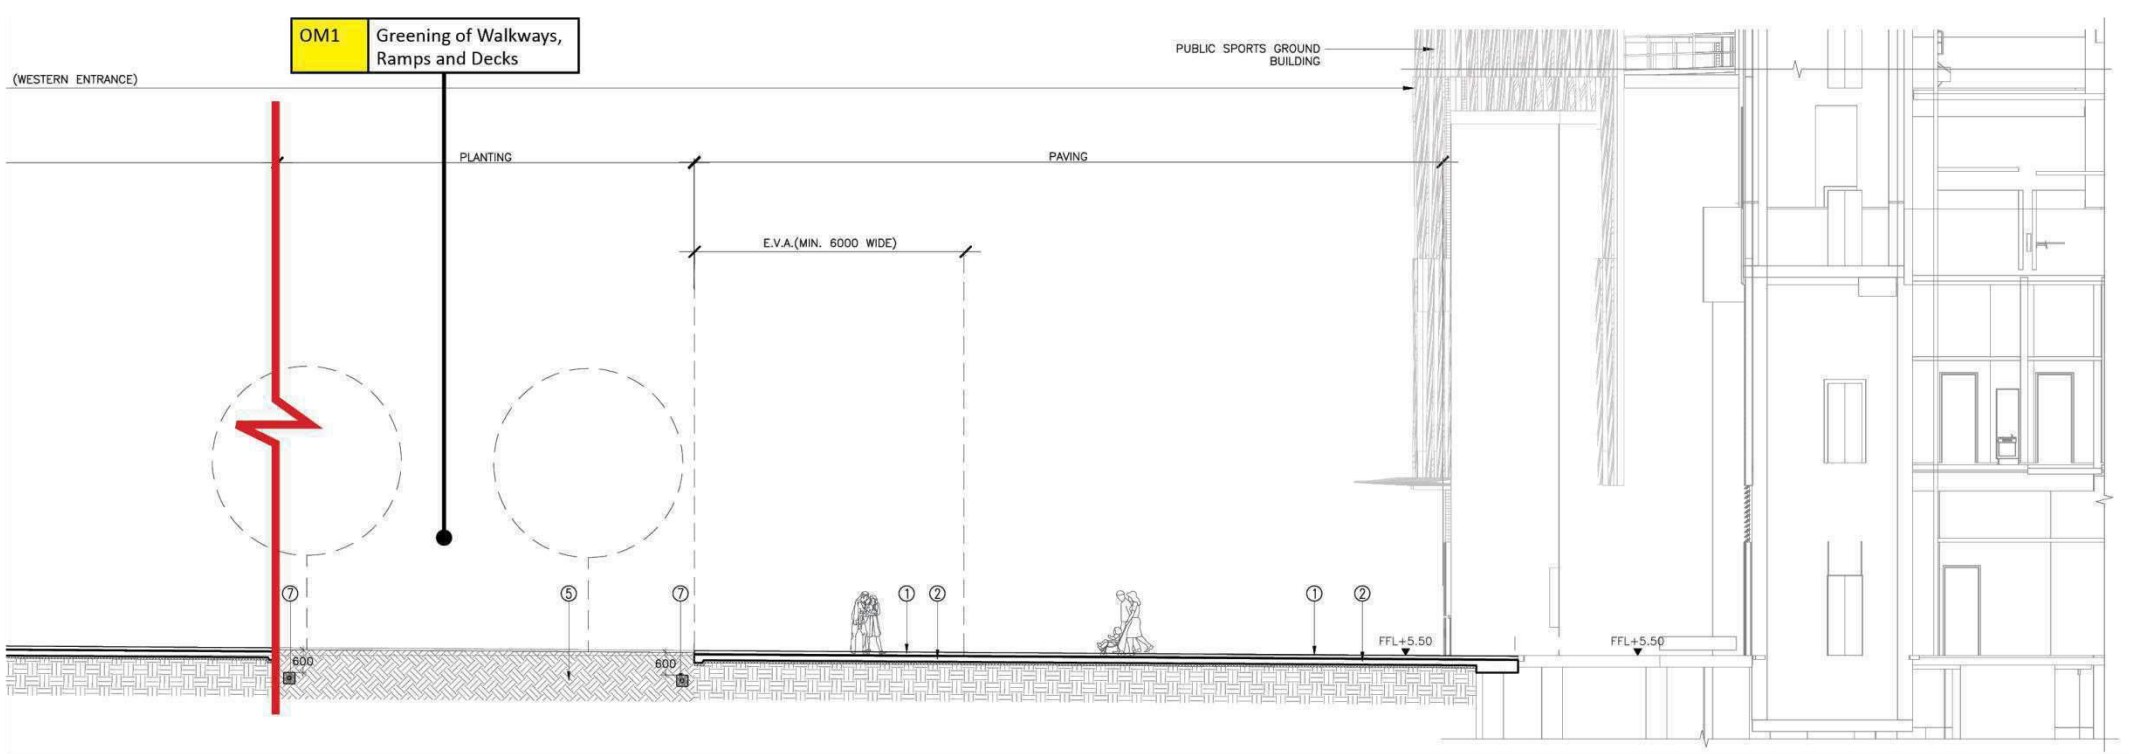 OM1
Greening of Walkways,
Ramps and Decks
PUBLIC SPORTS GROUND
BUILDING
(WESTERN ENTRANCE)
PLANTING
PAVING
E.V.A.(MIN. 6000 WIDE)
7
5
7
1
2
1
2
FFL+5.50
FFL+5.50
600
600